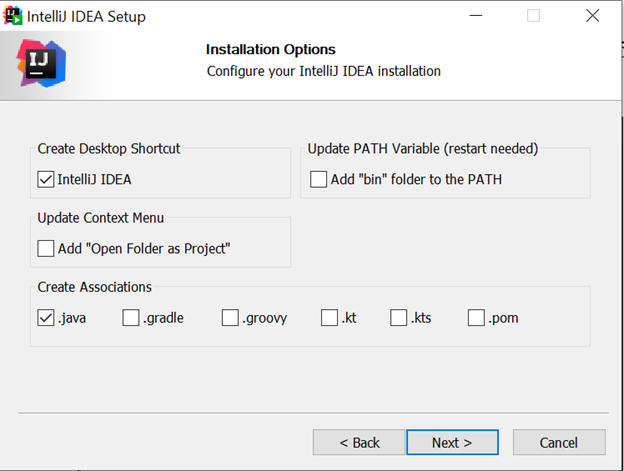 IntelliJ IDEA Setup
IJ
Installation Options
Configure your IntelliJ IDEA installation
Create Desktop Shortcut
IntelliJ IDEA
Update PATH Variable (restart needed)
Add "bin" folder to the PATH
Update Context Menu
Add "Open Folder as Project"
Create Associations
.java .gradle .groovy .kt .kts .pom
< Back Next > Cancel